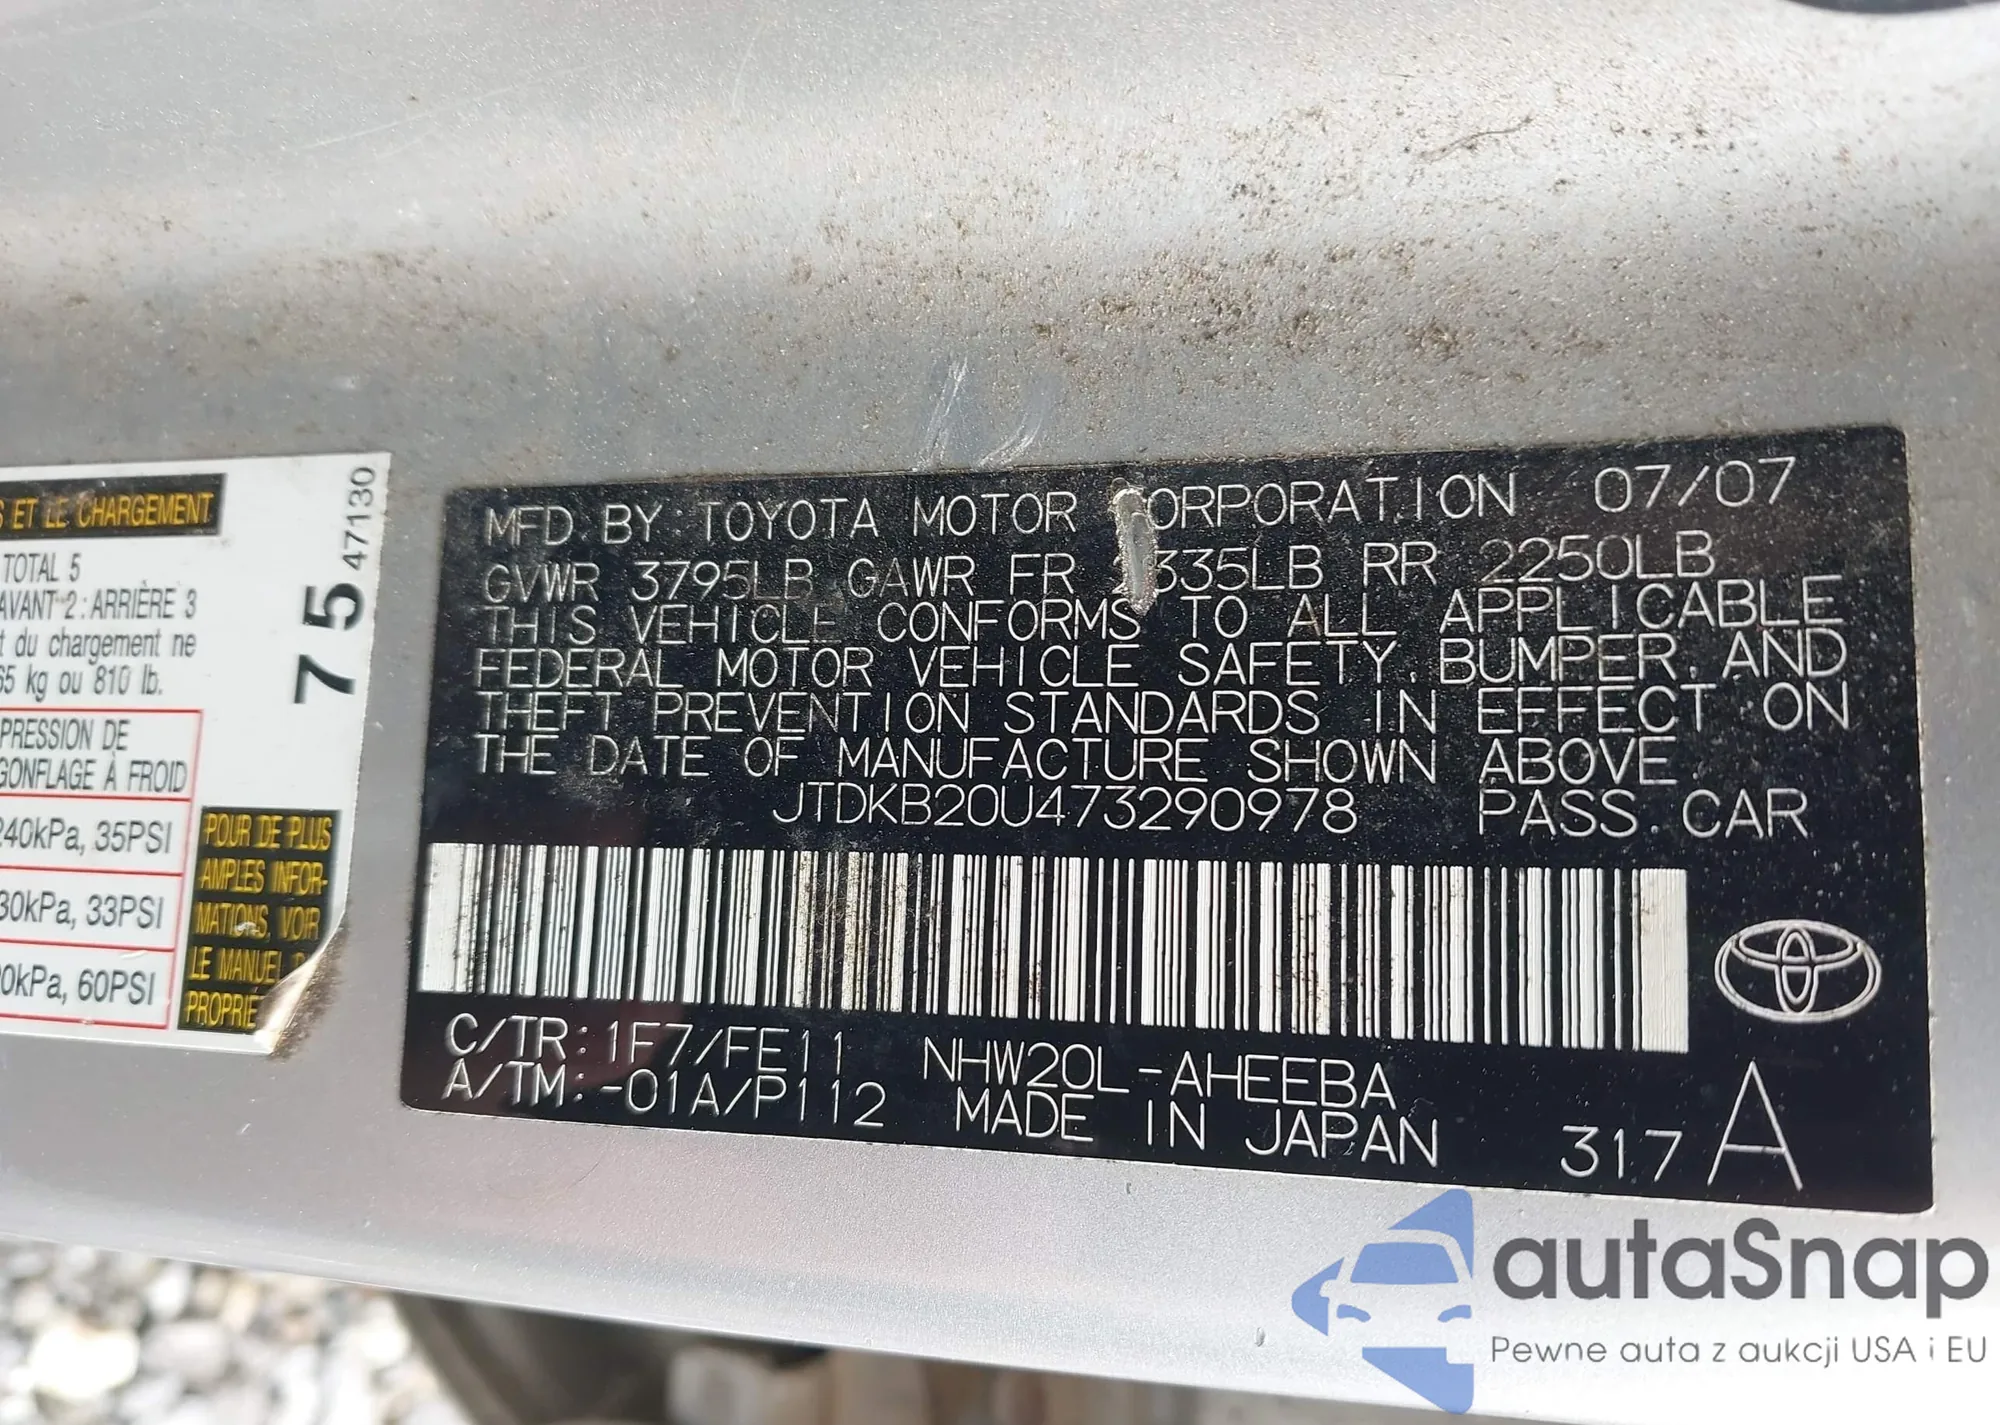 S ET LE CHARGEMENT
TOTAL 5
AVANT 2 : ARRIÈRE 3
t du chargement ne
65 kg ou 810 lb.
PRESSION DE
GONFLAGE À FROID
240kPa, 35PSI
30kPa, 33PSI
0kPa, 60PSI
POUR DE PLUS
AMPLES INFOR-
MATIONS, VOIR
LE MANUEL
PROPRIÉ
75
47130
MFD. BY TOYOTA MOTOR CORPORATION 07/07
GVWR 3795LB GAWR FR 335LB RR 2250LB
THIS VEHICLE CONFORMS TO ALL APPLICABLE
FEDERAL MOTOR VEHICLE SAFETY, BUMPER, AND
THEFT PREVENTION STANDARDS IN EFFECT ON
THE DATE OF MANUFACTURE SHOWN ABOVE.
JTDKB20U473290978 PASS. CAR
C/TR: 1F7/FE11 NHW20L-AHEEBA
A/TM: -01A/P112 MADE IN JAPAN 317 A
autaSnap
Pewne auta z aukcji USA i EU